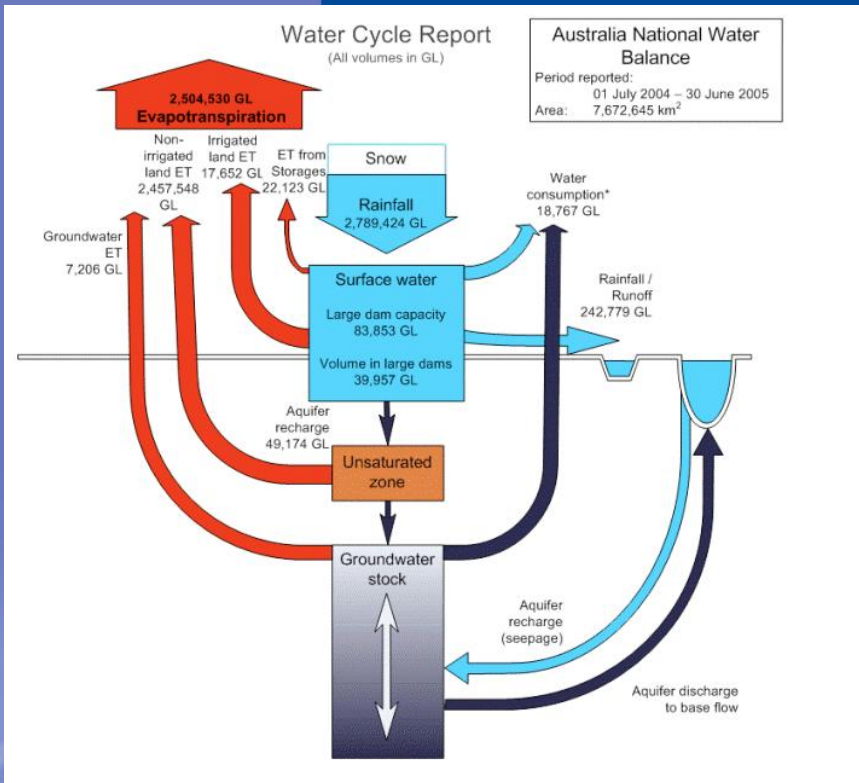 Water Cycle Report
(All volumes in GL)
Australia National Water
Balance
Period reported:
01 July 2004 – 30 June 2005
Area: 7,672,645 km²
2,504,530 GL
Evapotranspiration
Non-
irrigated
land ET
2,457,548
GL
Irrigated
land ET
17,652 GL
ET from
Storages
22,123 GL
Snow
Rainfall
2,789,424 GL
Water
consumption*
18,767 GL
Groundwater
ET
7,206 GL
Surface water
Large dam capacity
83,853 GL
Volume in large dams
39,957 GL
Rainfall /
Runoff
242,779 GL
Aquifer
recharge
49,174 GL
Unsaturated
zone
Groundwater
stock
Aquifer
recharge
(seepage)
Aquifer discharge
to base flow